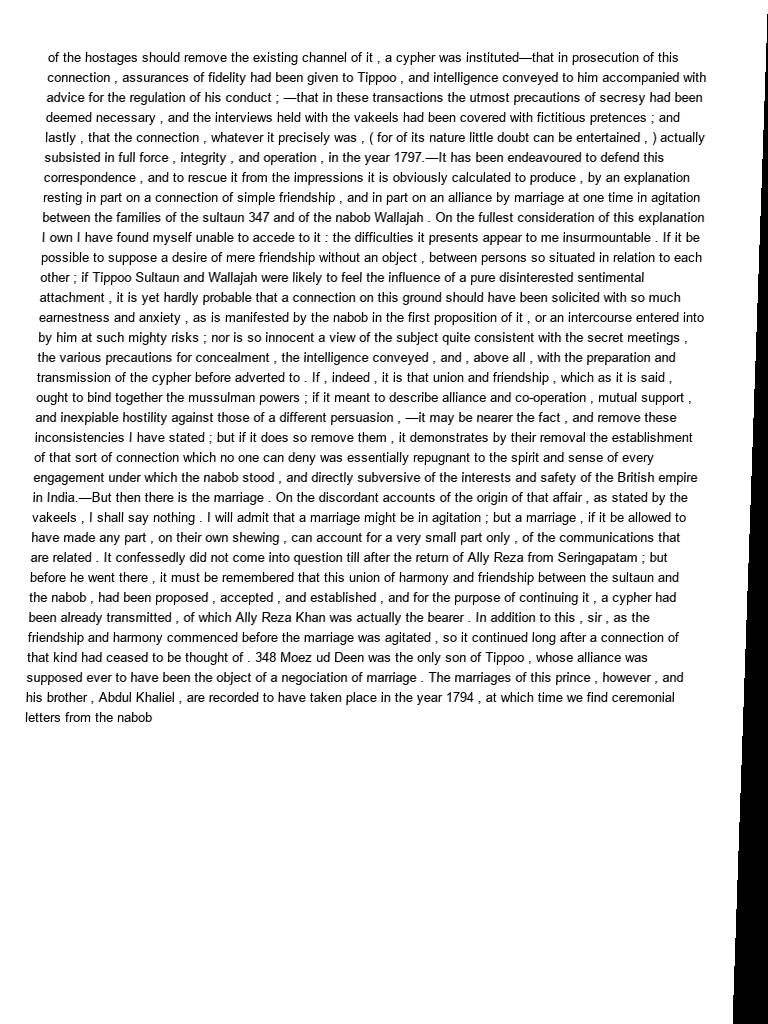 of the hostages should remove the existing channel of it , a cypher was instituted—that in prosecution of this
connection , assurances of fidelity had been given to Tippoo , and intelligence conveyed to him accompanied with
advice for the regulation of his conduct ; —that in these transactions the utmost precautions of secresy had been
deemed necessary , and the interviews held with the vakeels had been covered with fictitious pretences ; and
lastly , that the connection , whatever it precisely was , ( for of its nature little doubt can be entertained , ) actually
subsisted in full force , integrity , and operation , in the year 1797.—It has been endeavoured to defend this
correspondence , and to rescue it from the impressions it is obviously calculated to produce , by an explanation
resting in part on a connection of simple friendship , and in part on an alliance by marriage at one time in agitation
between the families of the sultaun 347 and of the nabob Wallajah . On the fullest consideration of this explanation
I own I have found myself unable to accede to it : the difficulties it presents appear to me insurmountable . If it be
possible to suppose a desire of mere friendship without an object , between persons so situated in relation to each
other ; if Tippoo Sultaun and Wallajah were likely to feel the influence of a pure disinterested sentimental
attachment , it is yet hardly probable that a connection on this ground should have been solicited with so much
earnestness and anxiety , as is manifested by the nabob in the first proposition of it , or an intercourse entered into
by him at such mighty risks ; nor is so innocent a view of the subject quite consistent with the secret meetings ,
the various precautions for concealment , the intelligence conveyed , and , above all , with the preparation and
transmission of the cypher before adverted to . If , indeed , it is that union and friendship , which as it is said ,
ought to bind together the mussulman powers ; if it meant to describe alliance and co-operation , mutual support ,
and inexpiable hostility against those of a different persuasion , —it may be nearer the fact , and remove these
inconsistencies I have stated ; but if it does so remove them , it demonstrates by their removal the establishment
of that sort of connection which no one can deny was essentially repugnant to the spirit and sense of every
engagement under which the nabob stood , and directly subversive of the interests and safety of the British empire
in India.—But then there is the marriage . On the discordant accounts of the origin of that affair , as stated by the
vakeels , I shall say nothing . I will admit that a marriage might be in agitation ; but a marriage , if it be allowed to
have made any part , on their own shewing , can account for a very small part only , of the communications that
are related . It confessedly did not come into question till after the return of Ally Reza from Seringapatam ; but
before he went there , it must be remembered that this union of harmony and friendship between the sultaun and
the nabob , had been proposed , accepted , and established , and for the purpose of continuing it , a cypher had
been already transmitted , of which Ally Reza Khan was actually the bearer . In addition to this , sir , as the
friendship and harmony commenced before the marriage was agitated , so it continued long after a connection of
that kind had ceased to be thought of . 348 Moez ud Deen was the only son of Tippoo , whose alliance was
supposed ever to have been the object of a negociation of marriage . The marriages of this prince , however , and
his brother , Abdul Khaliel , are recorded to have taken place in the year 1794 , at which time we find ceremonial
letters from the nabob